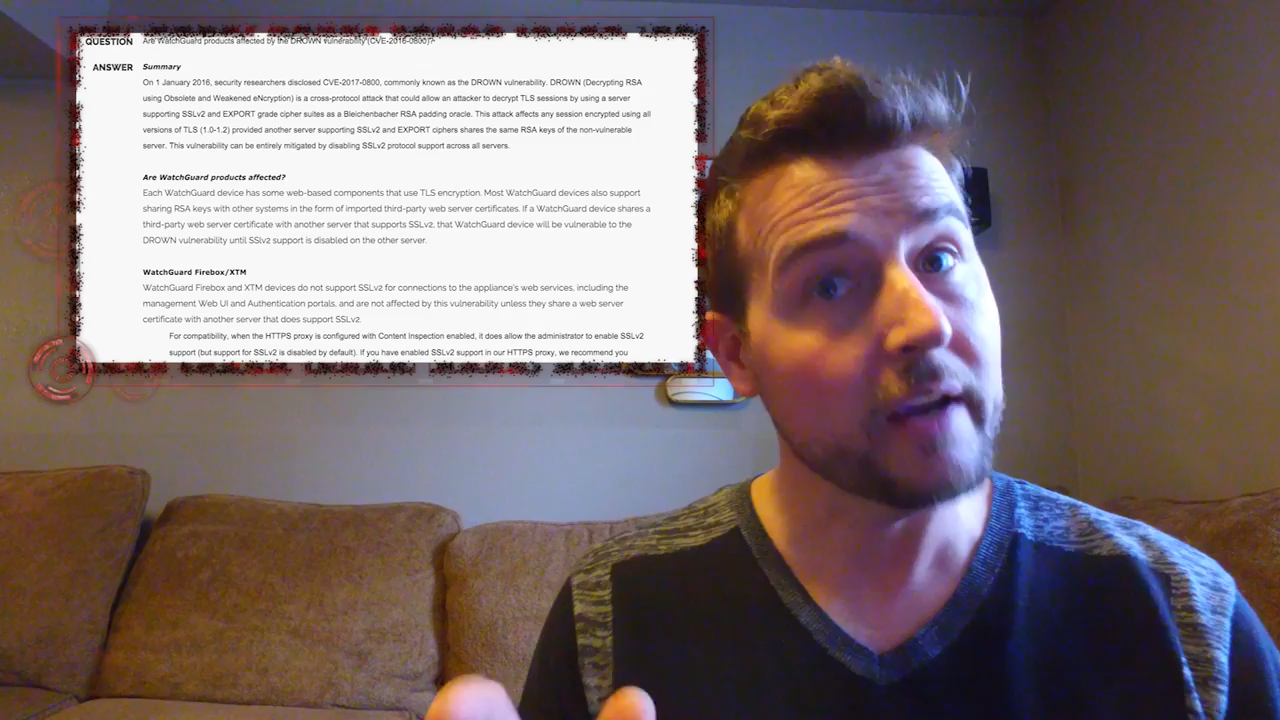 QUESTION Are WatchGuard products affected by the DROWN vulnerability (CVE-2016-0800)?
ANSWER Summary
On 1 January 2016, security researchers disclosed CVE-2017-0800, commonly known as the DROWN vulnerability. DROWN (Decrypting RSA
using Obsolete and Weakened eNcryption) is a cross-protocol attack that could allow an attacker to decrypt TLS sessions by using a server
supporting SSLv2 and EXPORT grade cipher suites as a Bleichenbacher RSA padding oracle. This attack affects any session encrypted using all
versions of TLS (1.0-1.2) provided another server supporting SSLv2 and EXPORT ciphers shares the same RSA keys of the non-vulnerable
server. This vulnerability can be entirely mitigated by disabling SSLv2 protocol support across all servers.
Are WatchGuard products affected?
Each WatchGuard device has some web-based components that use TLS encryption. Most WatchGuard devices also support
sharing RSA keys with other systems in the form of imported third-party web server certificates. If a WatchGuard device shares a
third-party web server certificate with another server that supports SSLv2, that WatchGuard device will be vulnerable to the
DROWN vulnerability until SSlv2 support is disabled on the other server.
WatchGuard Firebox/XTM
WatchGuard Firebox and XTM devices do not support SSLv2 for connections to the appliance's web services, including the
management Web UI and Authentication portals, and are not affected by this vulnerability unless they share a web server
certificate with another server that does support SSLv2.
For compatibility, when the HTTPS proxy is configured with Content Inspection enabled, it does allow the administrator to enable SSLv2
support (but support for SSLv2 is disabled by default). If you have enabled SSLv2 support in our HTTPS proxy, we recommend you